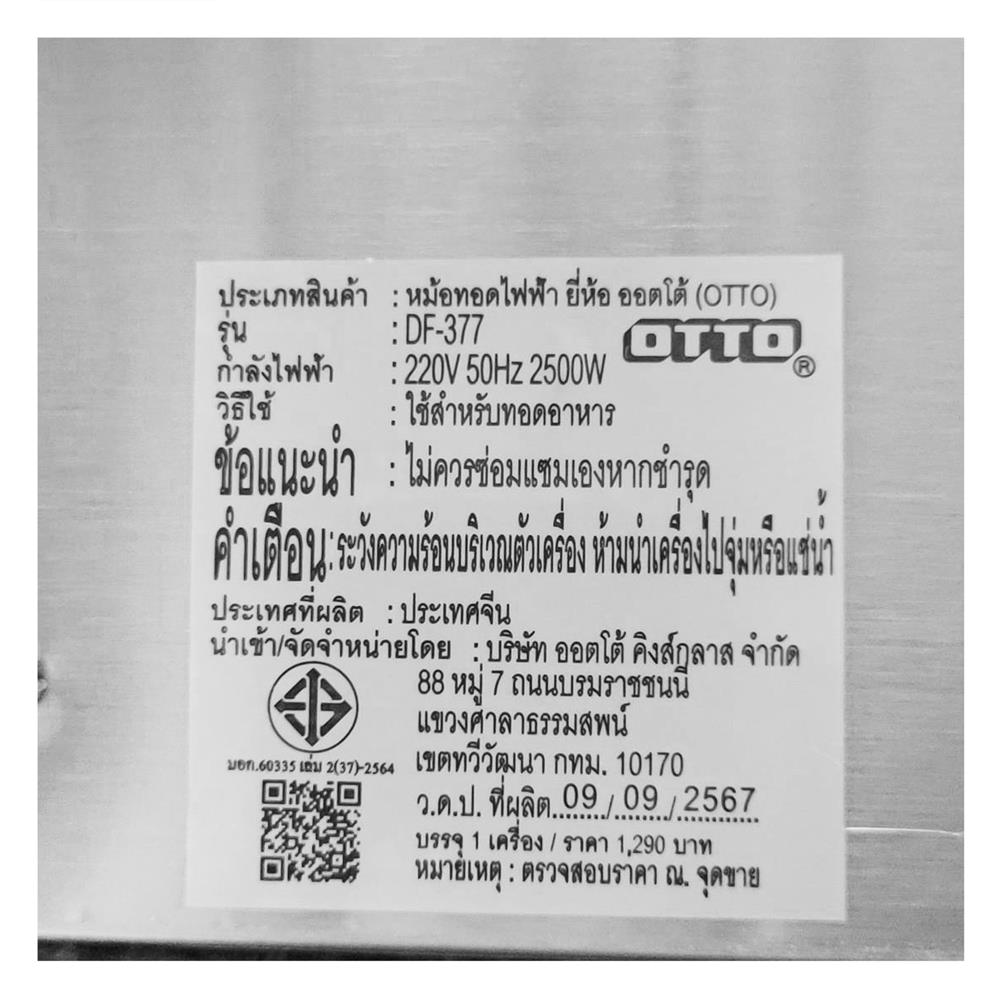 ประเภทสินค้า : หม้อทอดไฟฟ้า ยี่ห้อ ออตโต้ (OTTO)
รุ่น : DF-377
OTTO ®
กำลังไฟฟ้า : 220V 50Hz 2500W
วิธีใช้ : ใช้สำหรับทอดอาหาร
ข้อแนะนำ : ไม่ควรซ่อมแซมเองหากชำรุด
คำเตือน : ระวังความร้อนบริเวณตัวเครื่อง ห้ามนำเครื่องไปจุ่มหรือแช่น้ำ
ประเทศที่ผลิต : ประเทศจีน
นำเข้า/จัดจำหน่ายโดย : บริษัท ออตโต้ คิงส์กลาส จำกัด
88 หมู่ 7 ถนนบรมราชชนนี
แขวงศาลาธรรมสพน์
เขตทวีวัฒนา กทม. 10170
มอก.60335 เล่ม 2(37)-2564
ว.ด.ป. ที่ผลิต..09../..09../..2567
บรรจุ 1 เครื่อง / ราคา 1,290 บาท
หมายเหตุ : ตรวจสอบราคา ณ. จุดขาย